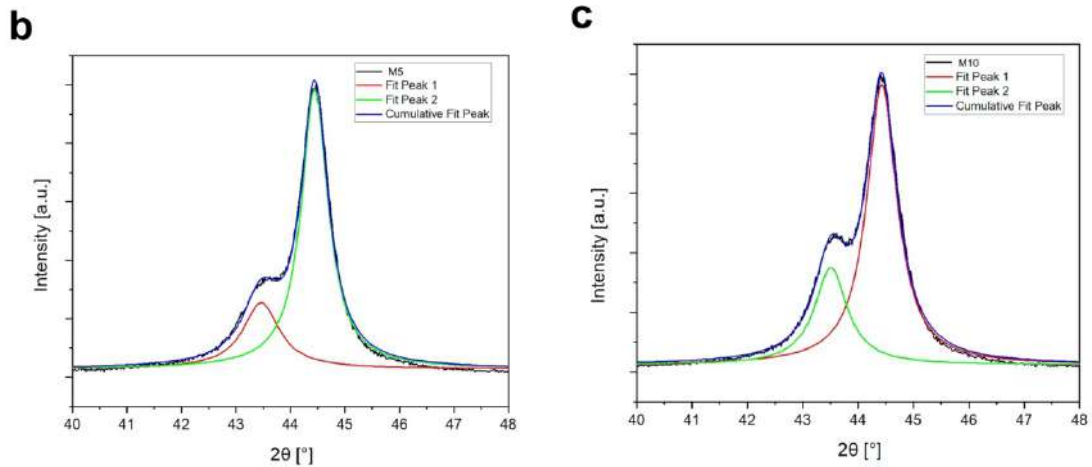 b
M5
Fit Peak 1
Fit Peak 2
Cumulative Fit Peak
Intensity [a.u.]
40 41 42 43 44 45 46 47 48
2θ [°]
c
M10
Fit Peak 1
Fit Peak 2
Cumulative Fit Peak
Intensity [a.u.]
40 41 42 43 44 45 46 47 48
2θ [°]